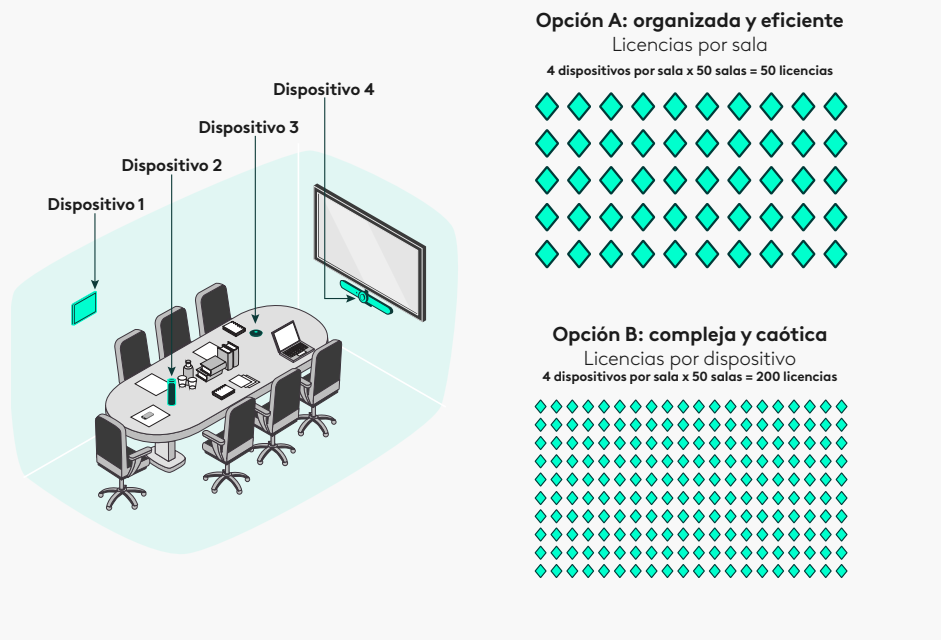 Dispositivo 4
Dispositivo 3
Dispositivo 2
Dispositivo 1
Opción A: organizada y eficiente
Licencias por sala
4 dispositivos por sala x 50 salas = 50 licencias
Opción B: compleja y caótica
Licencias por dispositivo
4 dispositivos por sala x 50 salas = 200 licencias